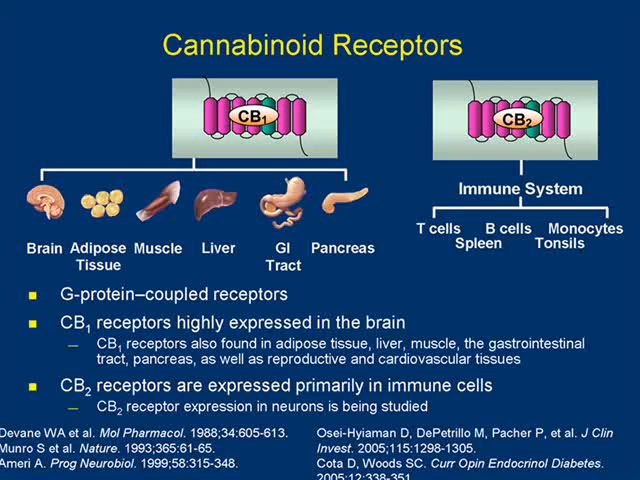 Cannabinoid Receptors
CB1
CB2
Brain Adipose Tissue Muscle Liver GI Tract Pancreas
Immune System
T cells B cells Monocytes
Spleen Tonsils
G-protein–coupled receptors
CB1 receptors highly expressed in the brain
— CB1 receptors also found in adipose tissue, liver, muscle, the gastrointestinal
tract, pancreas, as well as reproductive and cardiovascular tissues
CB2 receptors are expressed primarily in immune cells
— CB2 receptor expression in neurons is being studied
Devane WA et al. Mol Pharmacol. 1988;34:605-613.
Munro S et al. Nature. 1993;365:61-65.
Ameri A. Prog Neurobiol. 1999;58:315-348.
Osei-Hyiaman D, DePetrillo M, Pacher P, et al. J Clin
Invest. 2005;115:1298-1305.
Cota D, Woods SC. Curr Opin Endocrinol Diabetes.
2005;12:338-351.